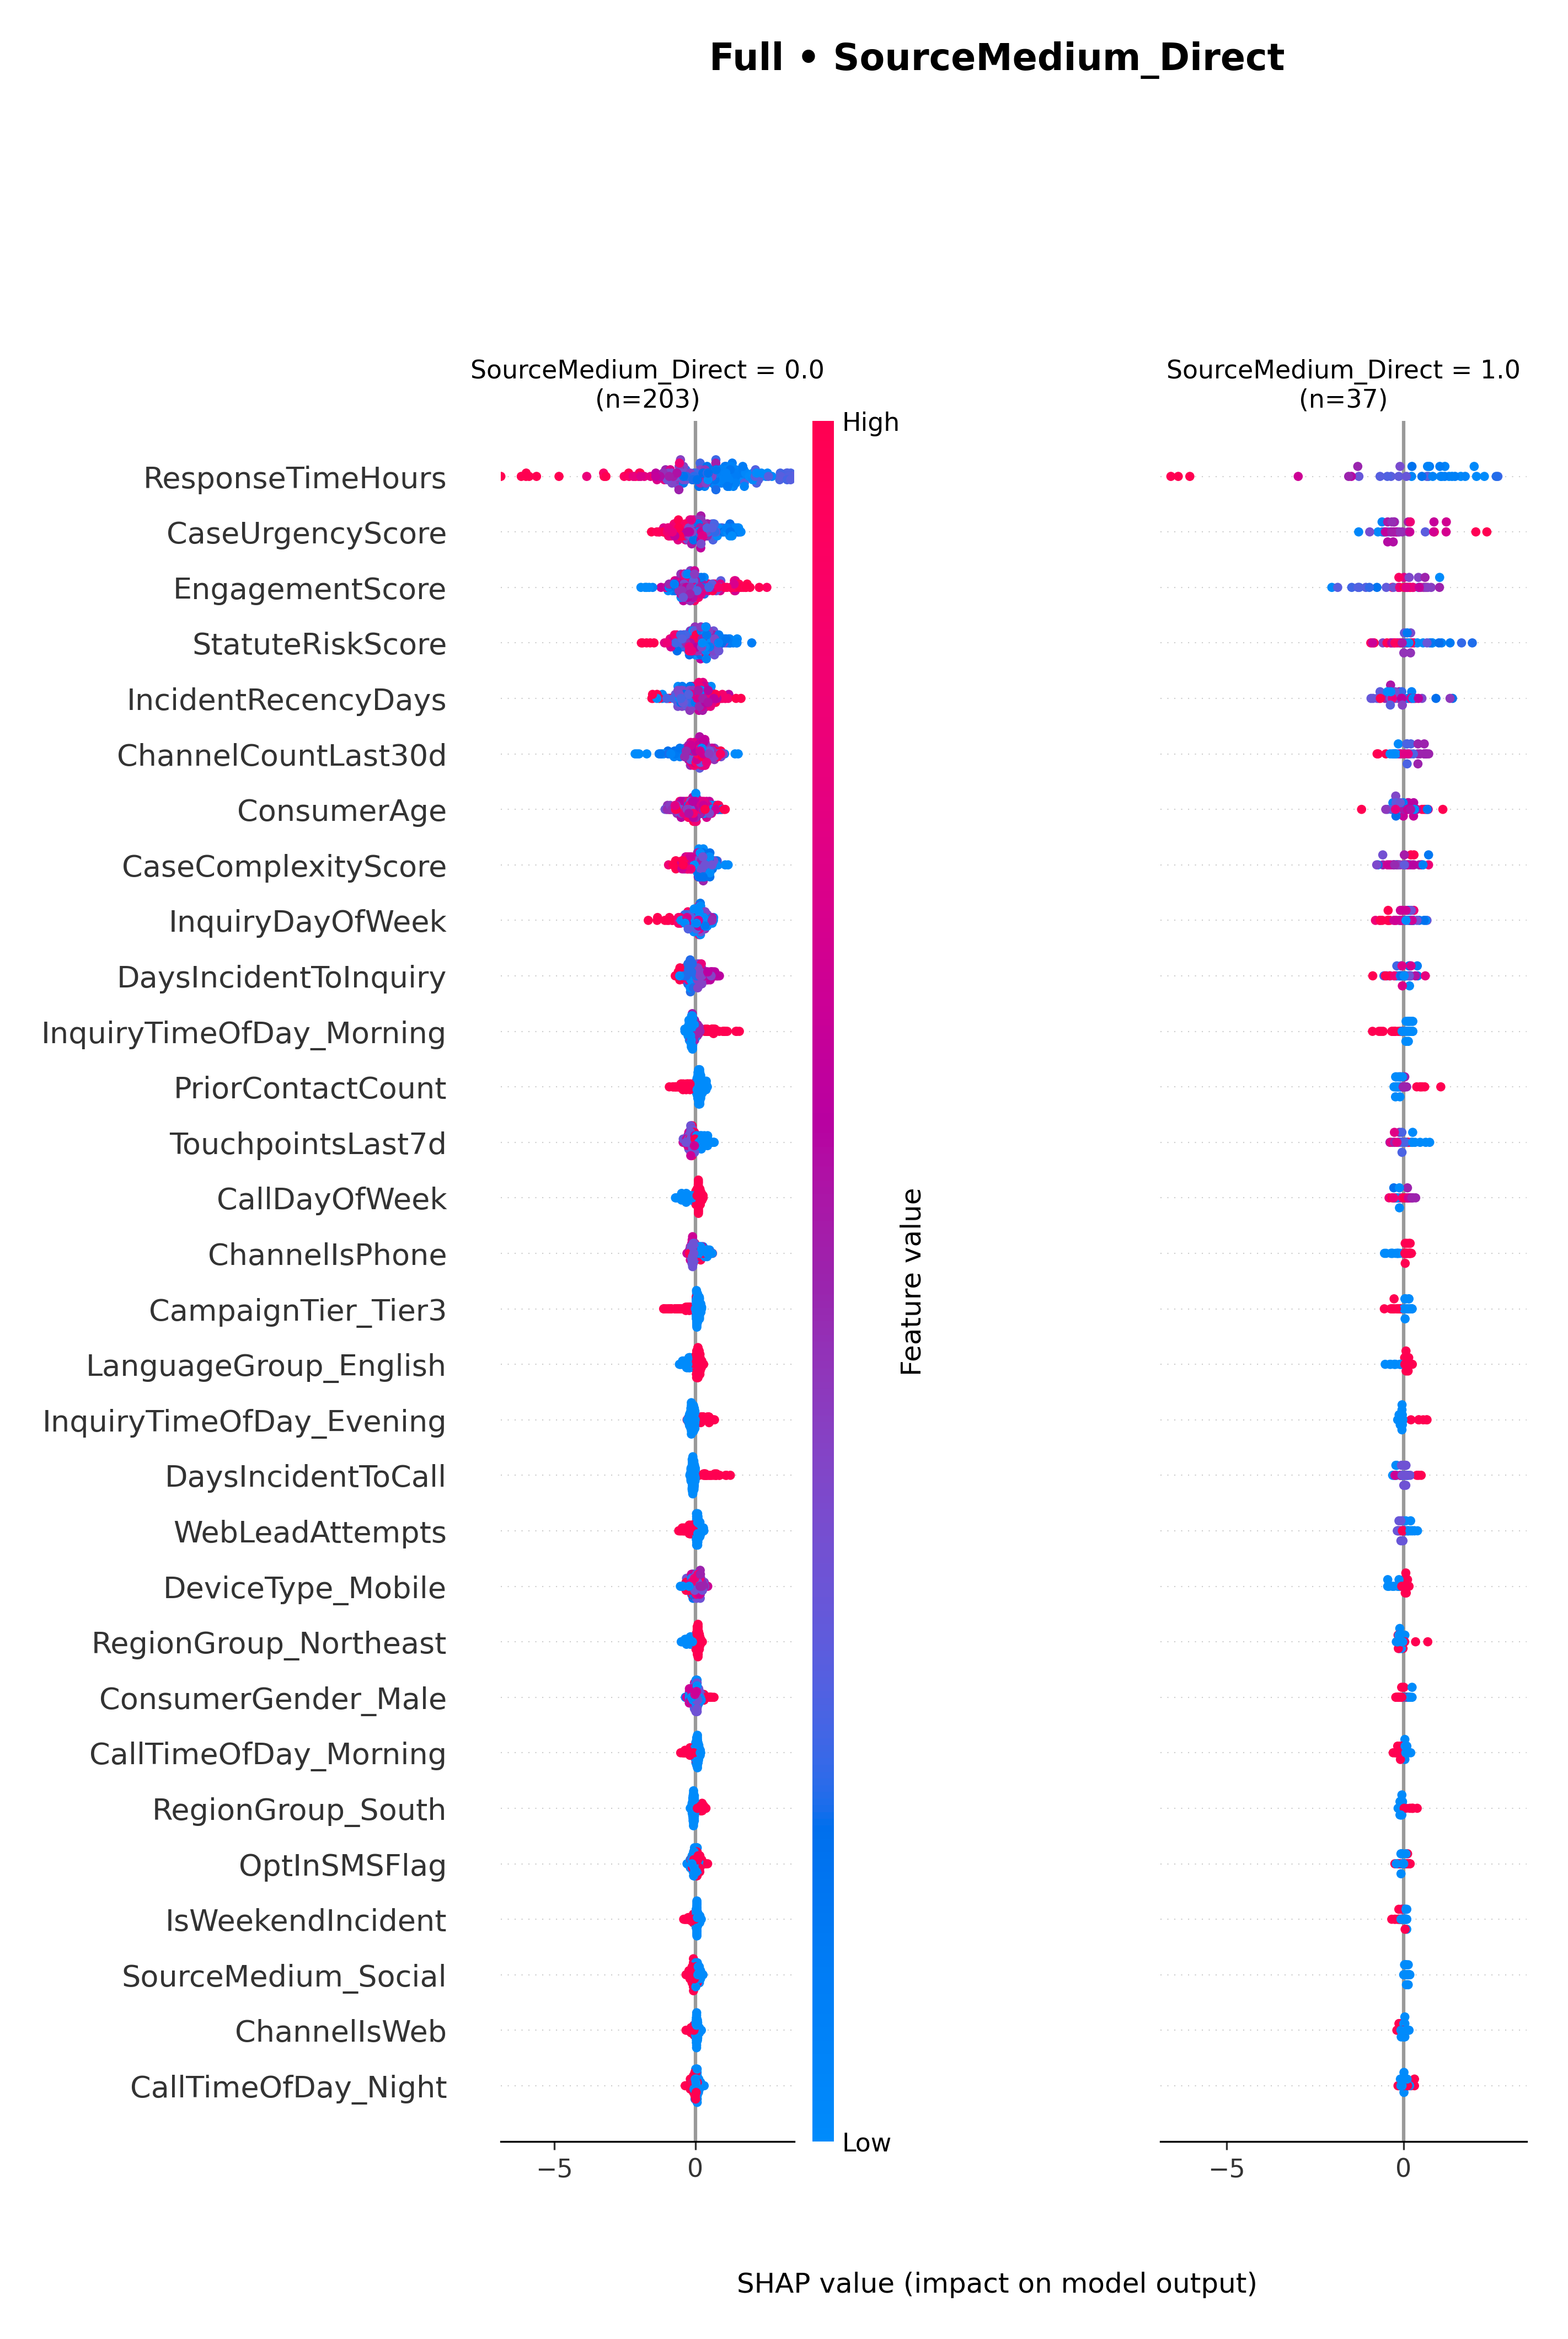 Full • SourceMedium_Direct
SourceMedium_Direct = 0.0
(n=203)
SourceMedium_Direct = 1.0
(n=37)
High
ResponseTimeHours
CaseUrgencyScore
EngagementScore
StatuteRiskScore
IncidentRecencyDays
ChannelCountLast30d
ConsumerAge
CaseComplexityScore
InquiryDayOfWeek
DaysIncidentToInquiry
InquiryTimeOfDay_Morning
PriorContactCount
TouchpointsLast7d
CallDayOfWeek
ChannelIsPhone
CampaignTier_Tier3
LanguageGroup_English
InquiryTimeOfDay_Evening
DaysIncidentToCall
WebLeadAttempts
DeviceType_Mobile
RegionGroup_Northeast
ConsumerGender_Male
CallTimeOfDay_Morning
RegionGroup_South
OptInSMSFlag
IsWeekendIncident
SourceMedium_Social
ChannelIsWeb
CallTimeOfDay_Night
Feature value
Low
−5 0
−5 0
SHAP value (impact on model output)